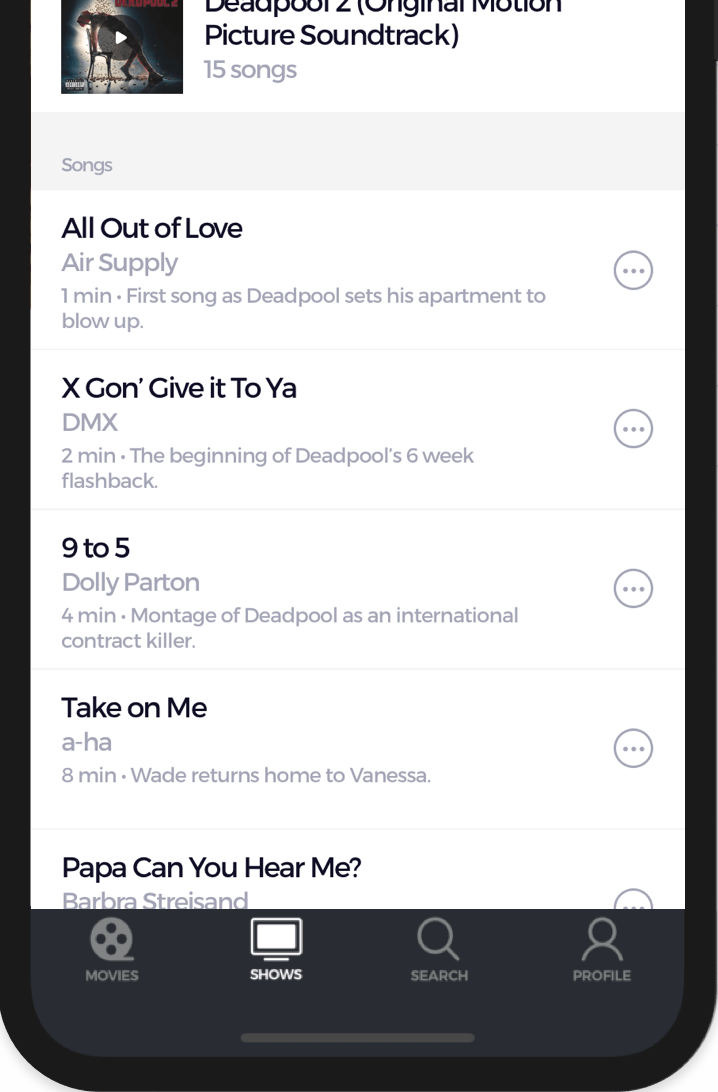 DEADPOOL 2
Deadpool 2 (Original Motion
Picture Soundtrack)
15 songs
Songs
All Out of Love
Air Supply
1 min • First song as Deadpool sets his apartment to
blow up.
X Gon’ Give it To Ya
DMX
2 min • The beginning of Deadpool’s 6 week
flashback.
9 to 5
Dolly Parton
4 min • Montage of Deadpool as an international
contract killer.
Take on Me
a-ha
8 min • Wade returns home to Vanessa.
Papa Can You Hear Me?
Barbra Streisand
MOVIES
SHOWS
SEARCH
PROFILE